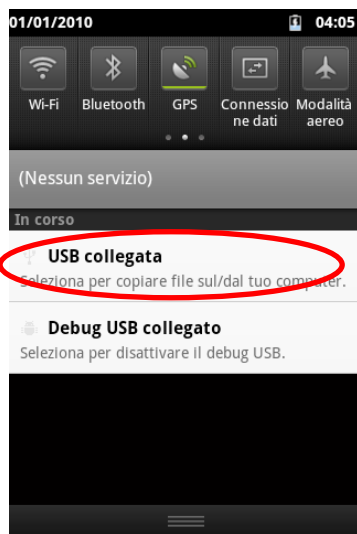 01/01/2010 04:05
Wi-Fi Bluetooth GPS Connessio Modalità
ne dati aereo
(Nessun servizio)
In corso
USB collegata
Seleziona per copiare file sul/dal tuo computer.
Debug USB collegato
Seleziona per disattivare il debug USB.